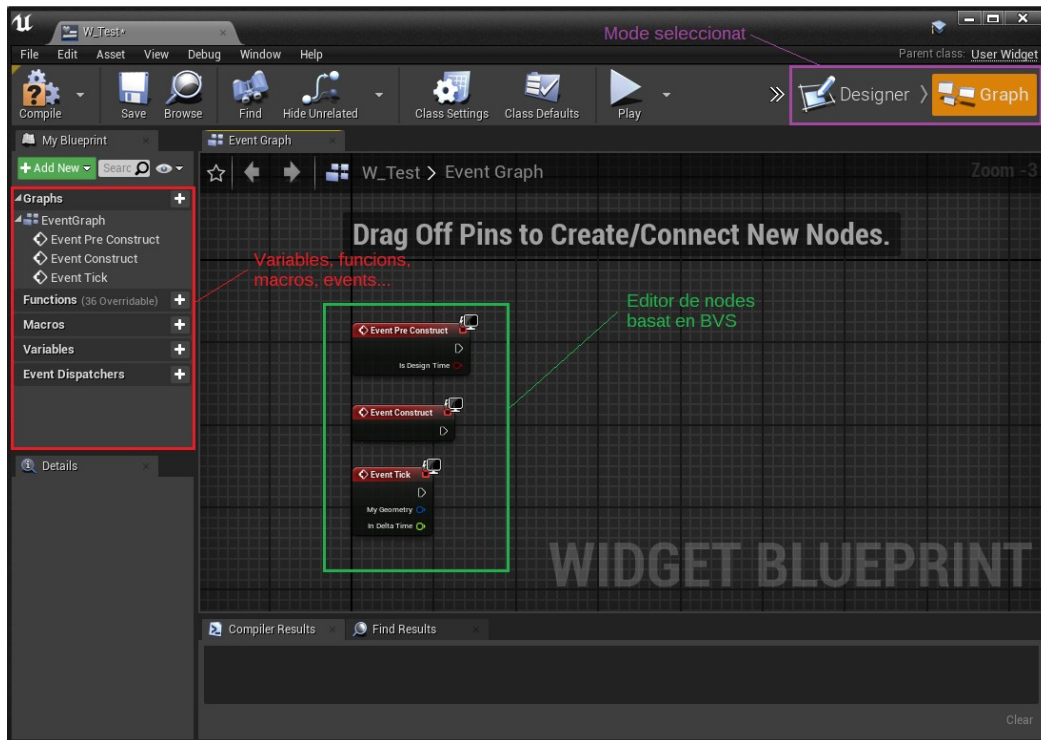 W_Test*
Mode seleccionat
File Edit Asset View Debug Window Help
Parent class: User Widget
Compile
Save
Browse
Find
Hide Unrelated
Class Settings
Class Defaults
Play
Designer
Graph
My Blueprint
Event Graph
Add New
Searc
W_Test > Event Graph
Zoom -3
Graphs
EventGraph
Event Pre Construct
Event Construct
Event Tick
Functions (36 Overridable)
Macros
Variables
Event Dispatchers
Drag Off Pins to Create/Connect New Nodes.
Variables, funcions,
macros, events...
Editor de nodes
basat en BVS
Event Pre Construct
Is Design Time
Event Construct
Event Tick
My Geometry
In Delta Time
WIDGET BLUEPRINT
Details
Compiler Results
Find Results
Clear